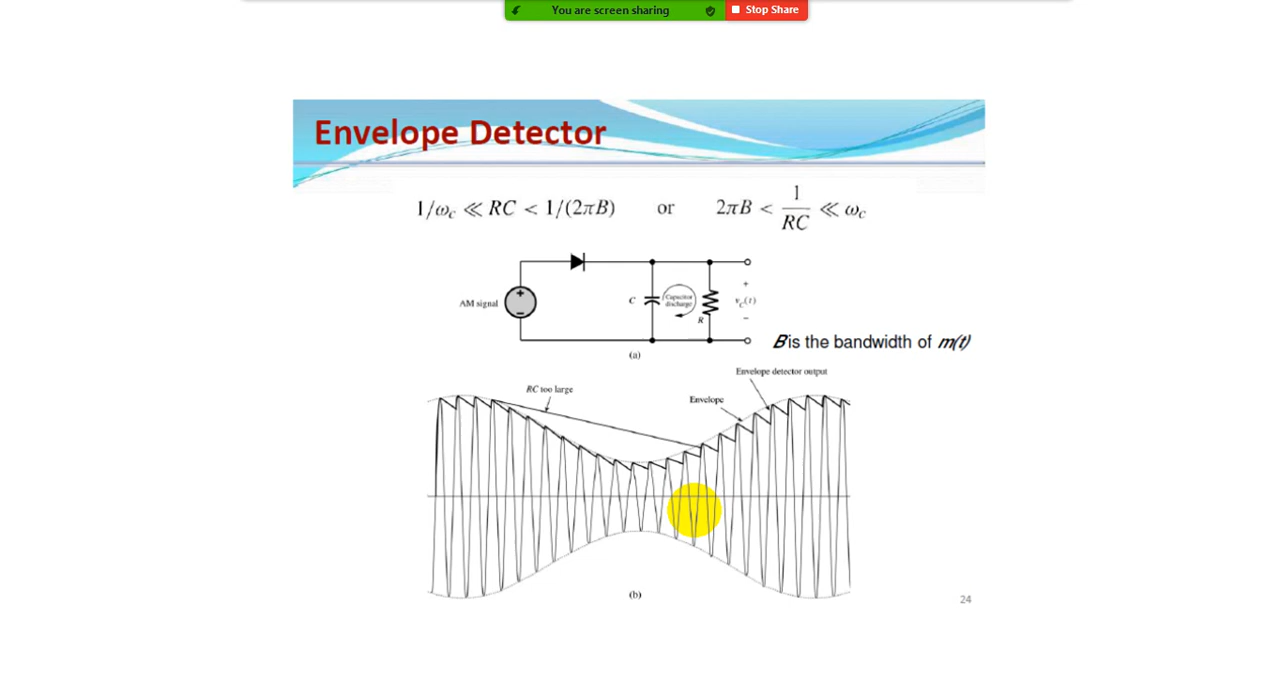 You are screen sharing
Stop Share
Envelope Detector
1/ω_c ≪ RC < 1/(2πB) or 2πB < 1/RC ≪ ω_c
AM signal
+
−
C
Capacitor
discharge
R
+
v_c(t)
−
(a)
B is the bandwidth of m(t)
Envelope detector output
RC too large
Envelope
(b)
24